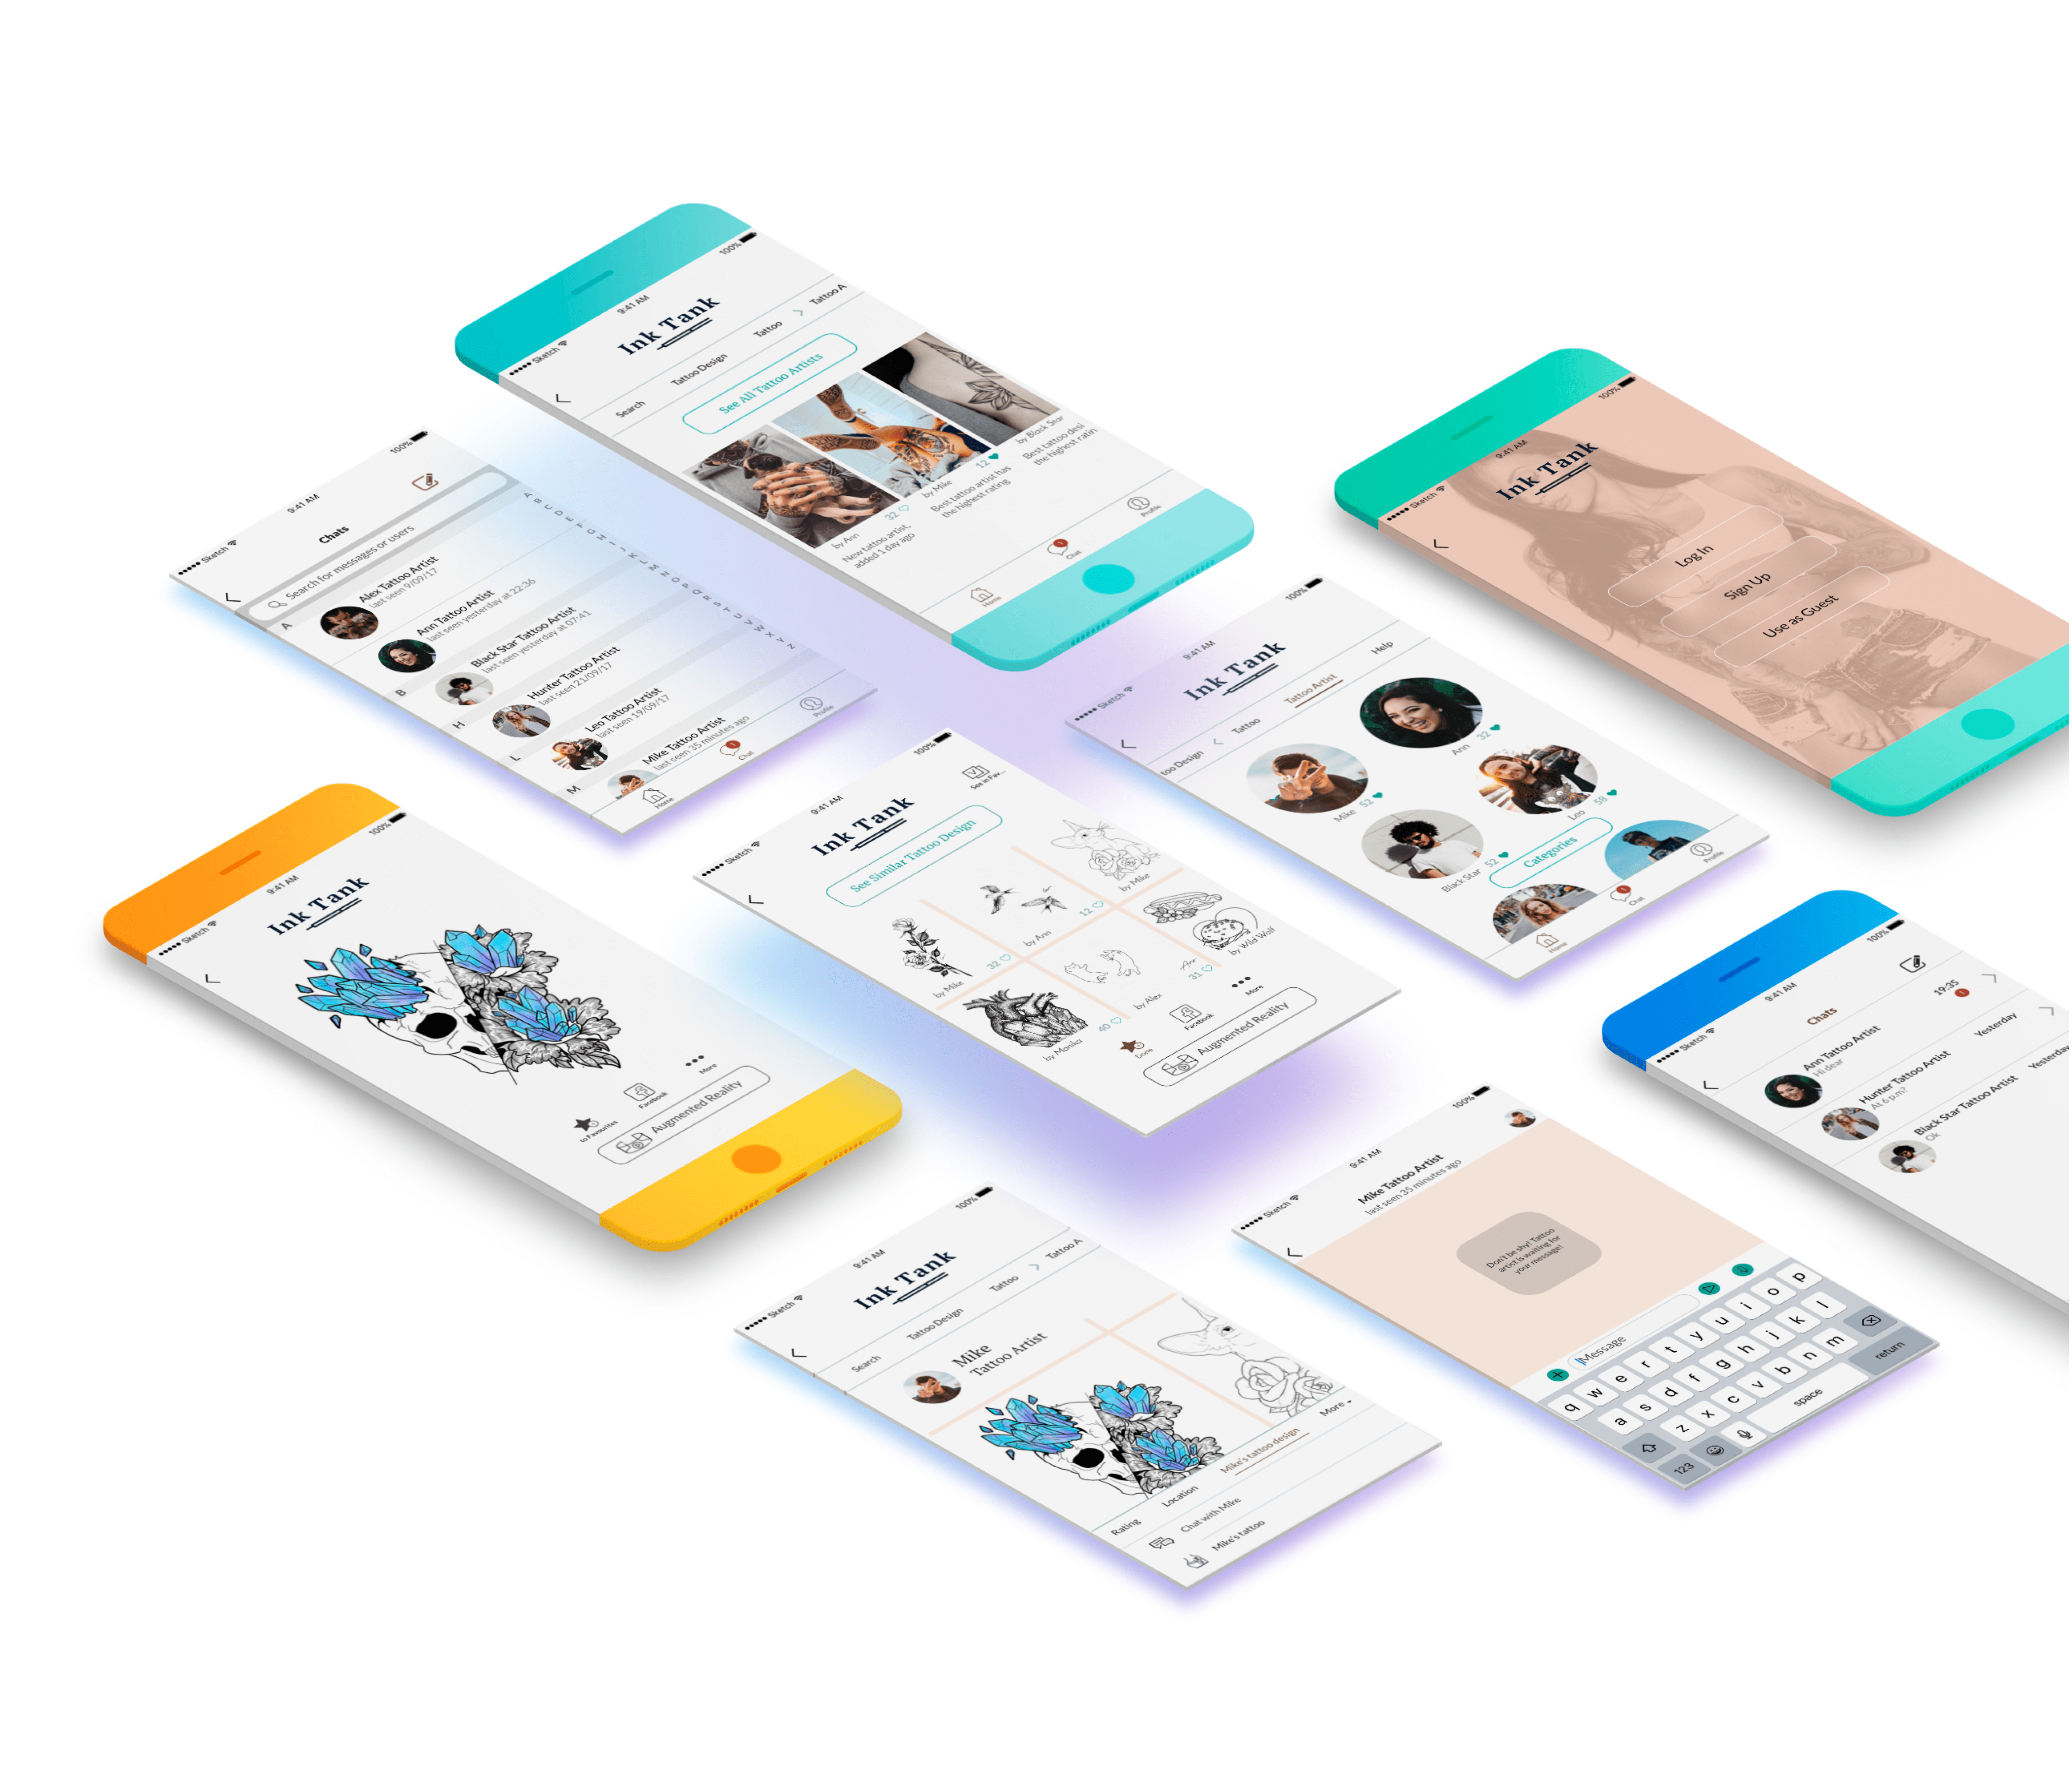 Sketch
9:41 AM
100%
Ink Tank
Search
Tattoo Design
Tattoo
Tattoo A
See All Tattoo Artists
32
by Ann
New tattoo artist,
added 1 day ago
12
by Mike
Best tattoo artist has
the highest rating
by Black Star
Best tattoo desi
the highest ratin
Home
1
Chat
Profile
Sketch
9:41 AM
100%
Chats
Search for messages or users
A
Alex Tattoo Artist
last seen 9/09/17
Ann Tattoo Artist
last seen yesterday at 22:36
B
Black Star Tattoo Artist
last seen yesterday at 07:41
H
Hunter Tattoo Artist
last seen 21/09/17
L
Leo Tattoo Artist
last seen 19/09/17
M
Mike Tattoo Artist
last seen 35 minutes ago
A
B
C
D
E
F
G
H
I
J
K
L
M
N
O
P
Q
R
S
T
U
V
W
X
Y
Z
Home
1
Chat
Profile
Sketch
9:41 AM
100%
Ink Tank
Log In
Sign Up
Use as Guest
Sketch
9:41 AM
100%
Ink Tank
too Design
Tattoo
Tattoo Artist
Help
Mike
52
Ann
32
Black Star
52
Leo
58
Categories
Home
1
Chat
Profile
Sketch
9:41 AM
100%
Ink Tank
to Favourites
FaceBook
More
Augmented Reality
Sketch
9:41 AM
100%
Ink Tank
See in Fav...
See Similar Tattoo Design
by Mike
32
by Ann
12
by Mike
by Monika
40
by Alex
31
by Wild Wolf
Done
FaceBook
More
Augmented Reality
Sketch
9:41 AM
100%
Chats
Ann Tattoo Artist
Hi dear
19:35
1
Hunter Tattoo Artist
At 6 p.m?
Yesterday
Black Star Tattoo Artist
Ok
Yesterday
Sketch
9:41 AM
100%
Mike Tattoo Artist
last seen 35 minutes ago
Don't be shy! Tattoo
artist is waiting for
your message!
Message
q w e r t y u i o p
a s d f g h j k l
z x c v b n m
123
space
return
Sketch
9:41 AM
100%
Ink Tank
Search
Tattoo Design
Tattoo
Tattoo A
Mike
Tattoo Artist
Rating
Location
Mike's tattoo design
More
Chat with Mike
Mike's tattoo